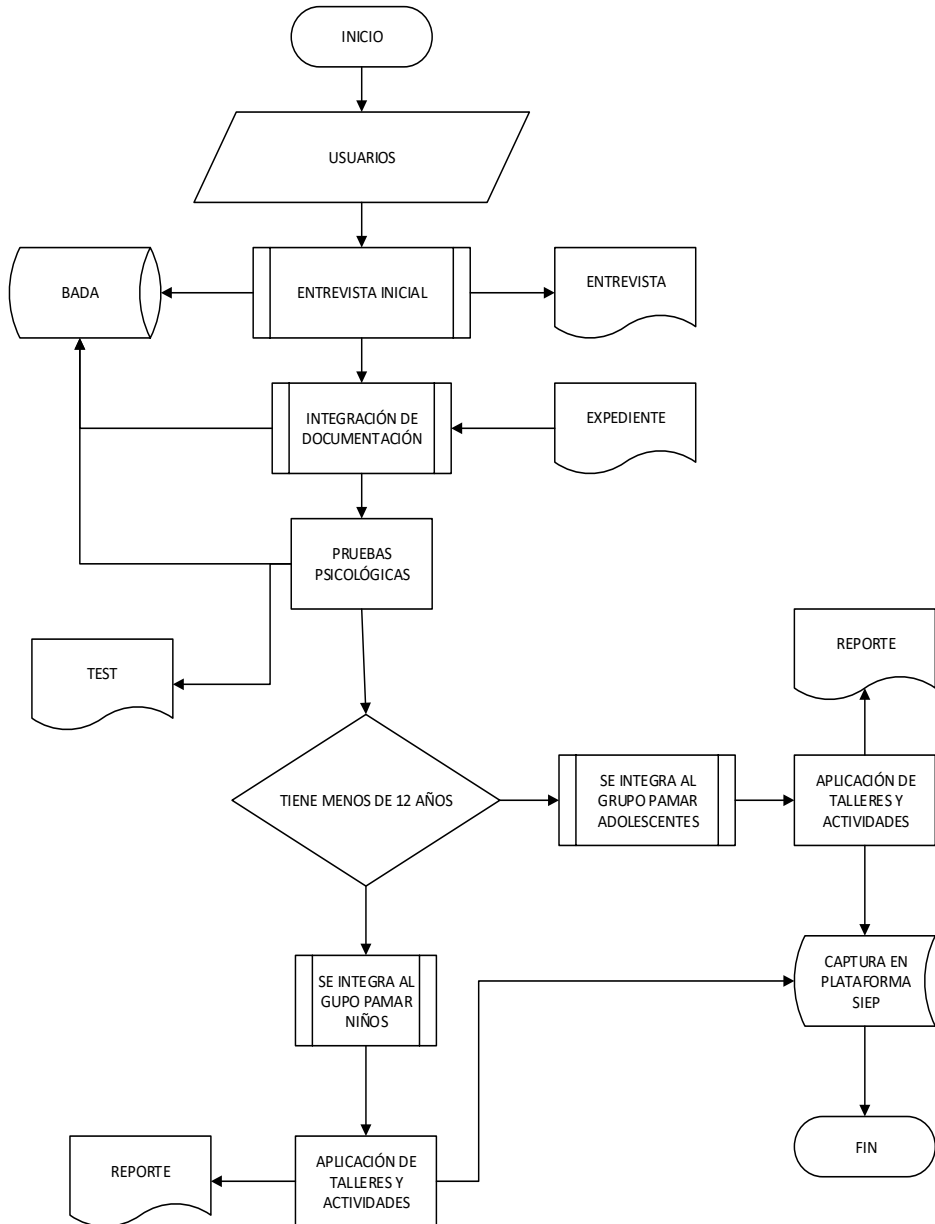 INICIO
USUARIOS
BADA
ENTREVISTA INICIAL
ENTREVISTA
INTEGRACIÓN DE
DOCUMENTACIÓN
EXPEDIENTE
PRUEBAS
PSICOLÓGICAS
TEST
REPORTE
TIENE MENOS DE 12 AÑOS
SE INTEGRA AL
GRUPO PAMAR
ADOLESCENTES
APLICACIÓN DE
TALLERES Y
ACTIVIDADES
SE INTEGRA AL
GUPO PAMAR
NIÑOS
CAPTURA EN
PLATAFORMA
SIEP
REPORTE
APLICACIÓN DE
TALLERES Y
ACTIVIDADES
FIN